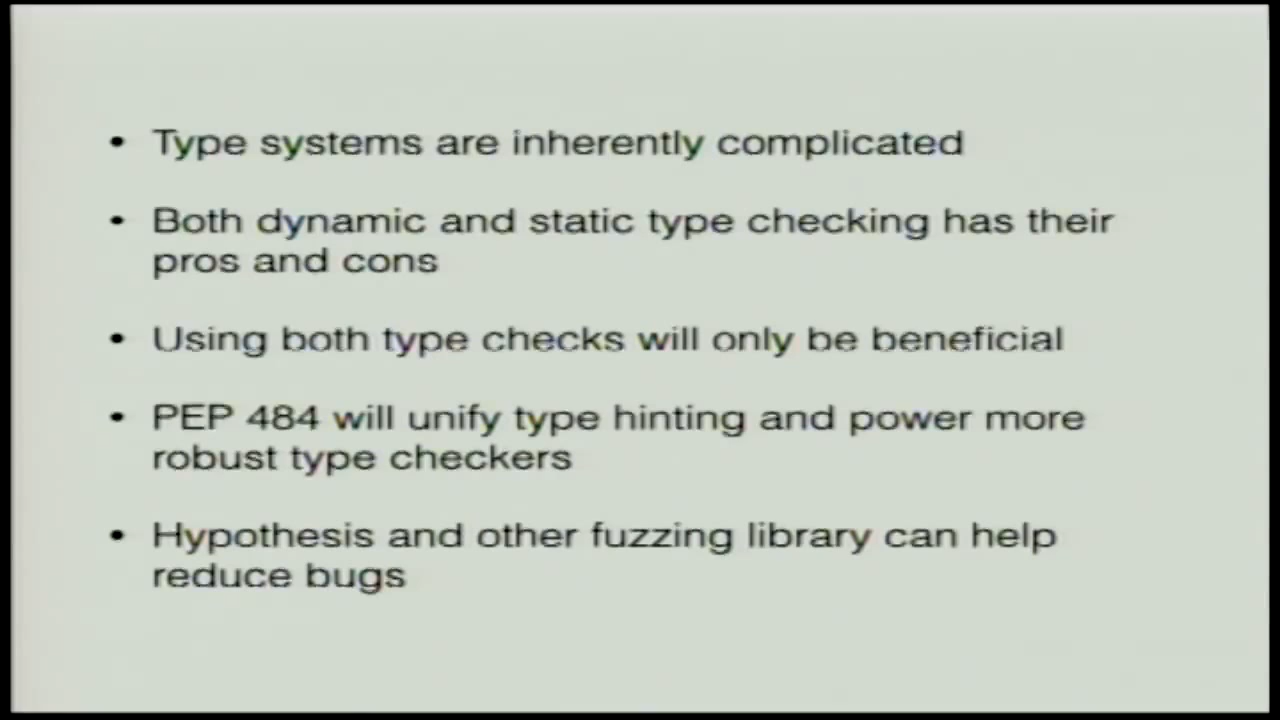 • Type systems are inherently complicated
• Both dynamic and static type checking has their
pros and cons
• Using both type checks will only be beneficial
• PEP 484 will unify type hinting and power more
robust type checkers
• Hypothesis and other fuzzing library can help
reduce bugs